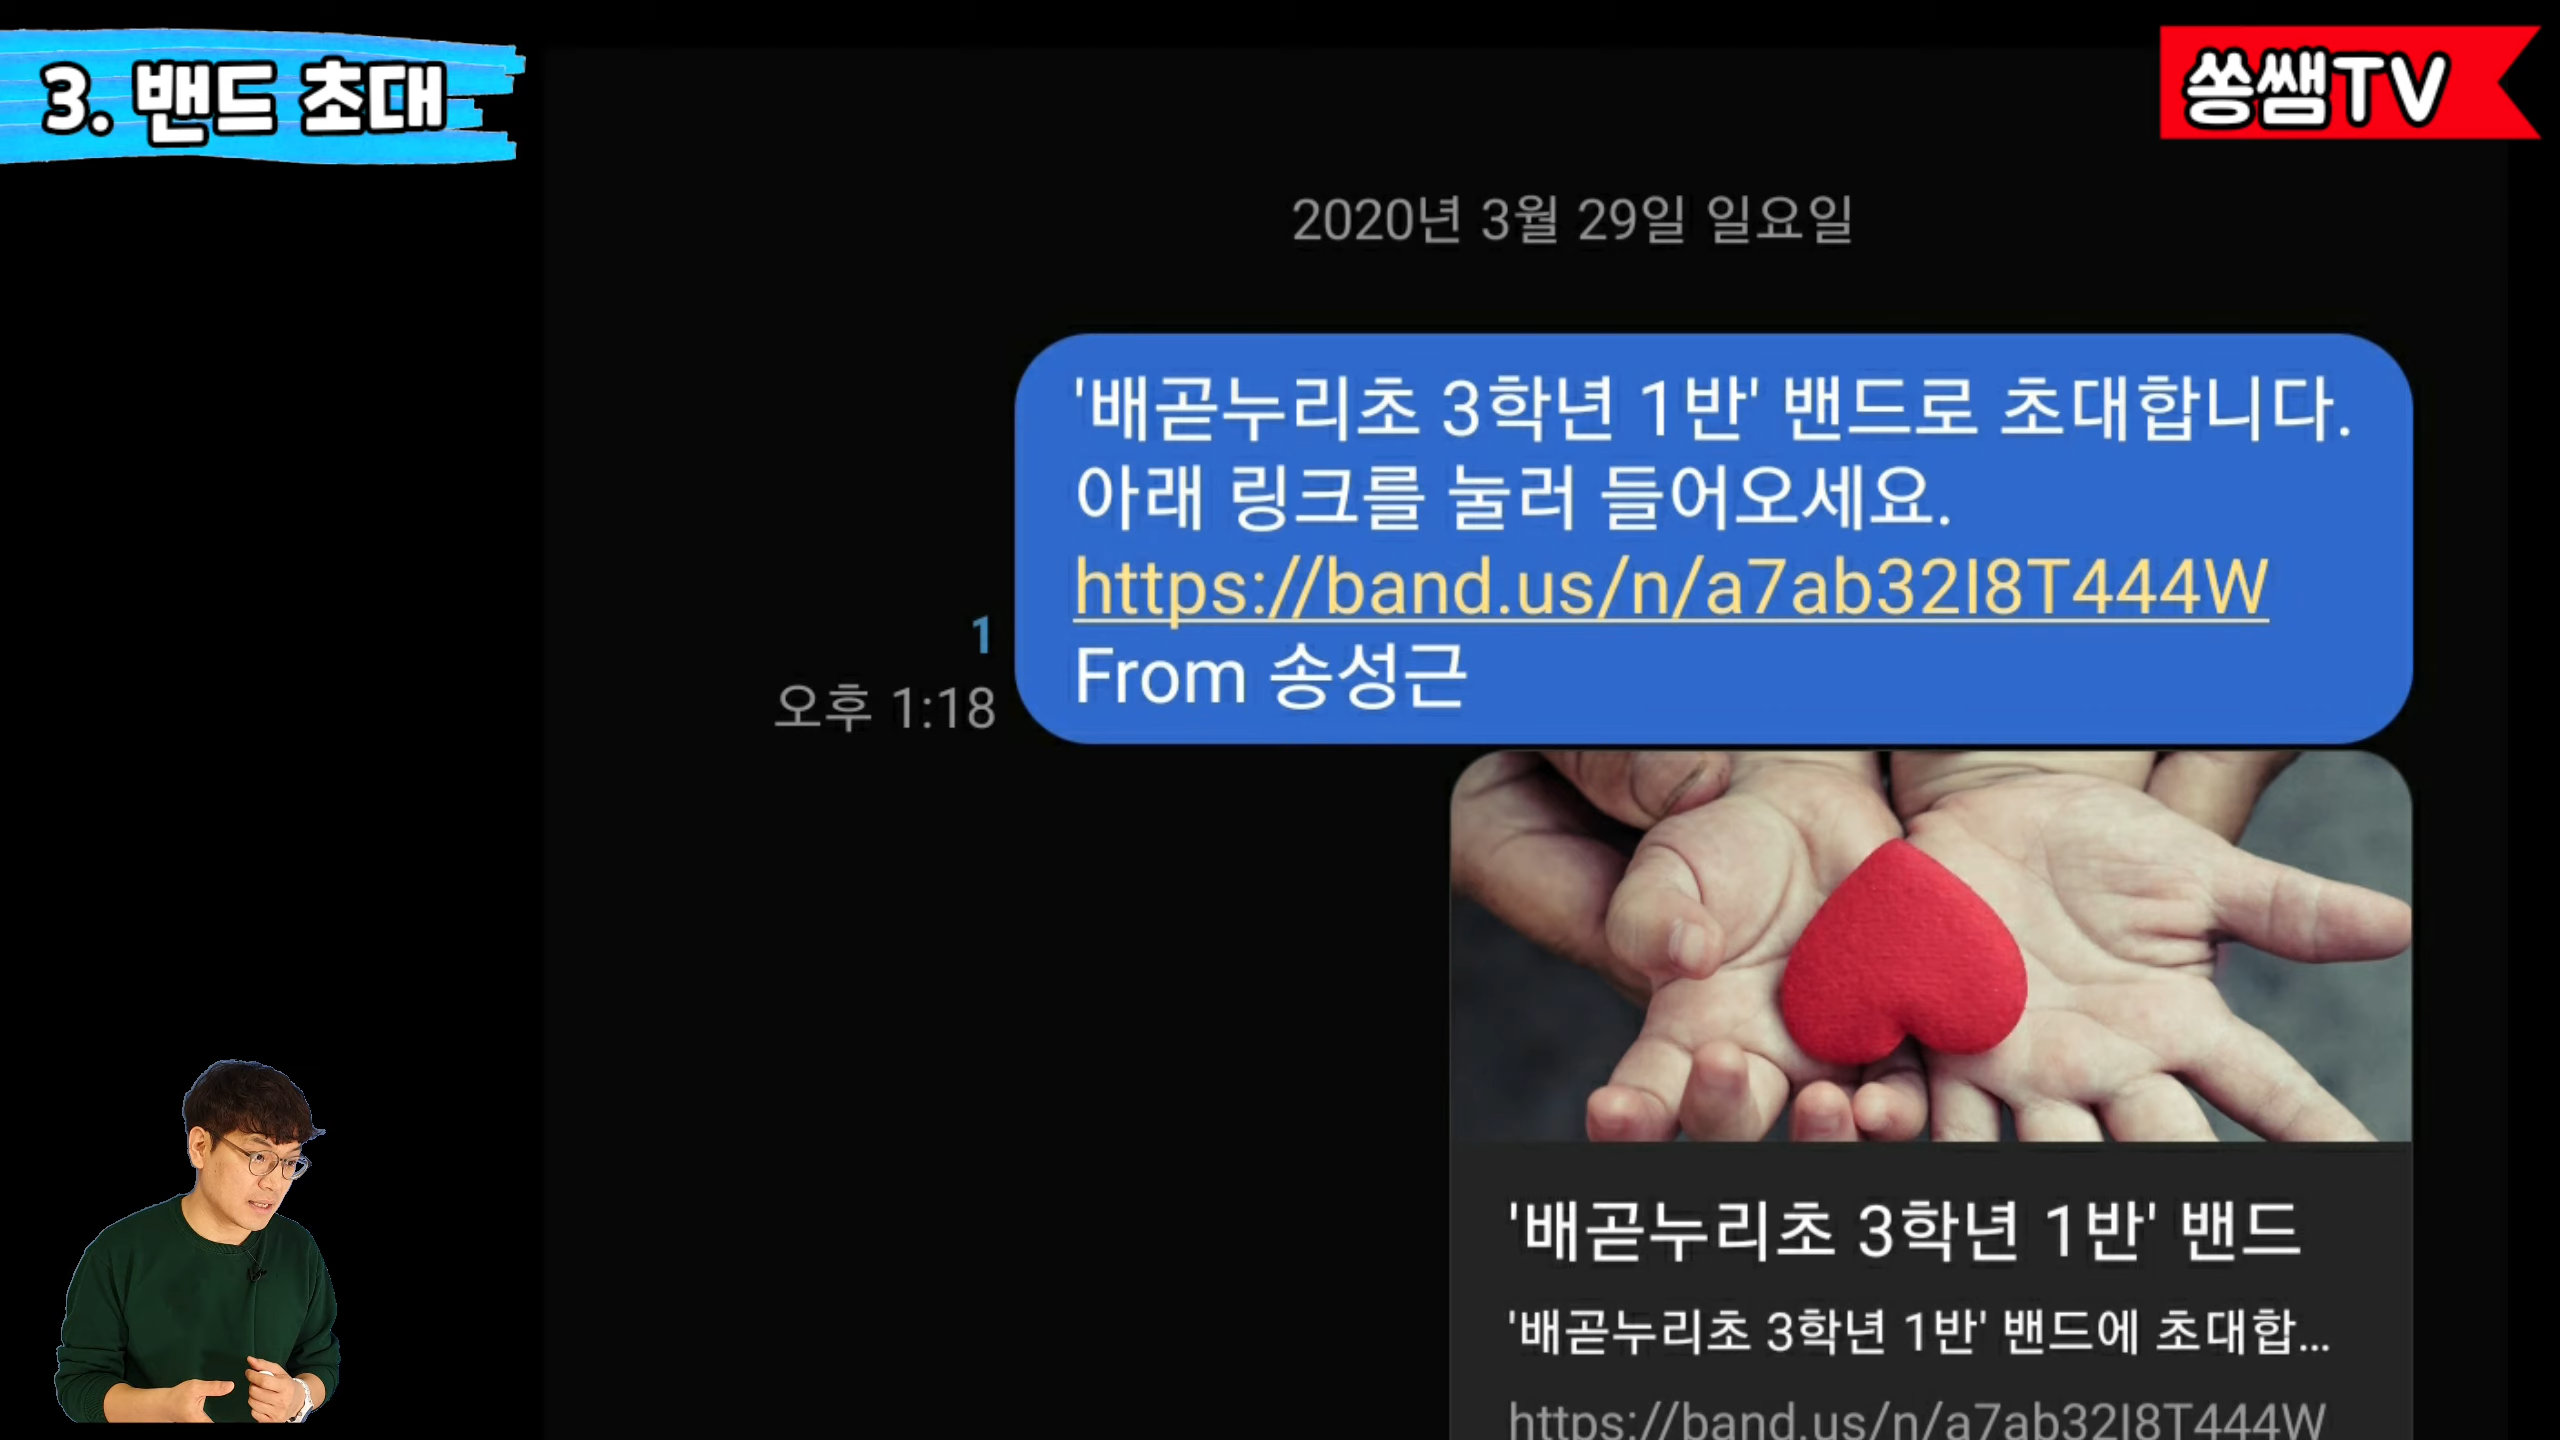 3. 밴드 초대
쏭쌤TV
2020년 3월 29일 일요일
'배곧누리초 3학년 1반' 밴드로 초대합니다.
아래 링크를 눌러 들어오세요.
https://band.us/n/a7ab32I8T444W
From 송성근
1
오후 1:18
'배곧누리초 3학년 1반' 밴드
'배곧누리초 3학년 1반' 밴드에 초대합...
https://band.us/n/a7ab32I8T444W